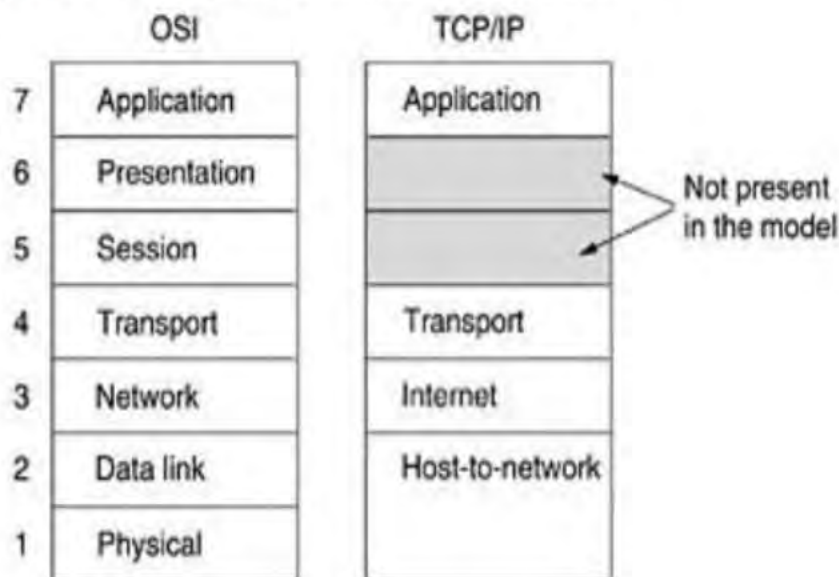 OSI
TCP/IP
7
Application
Application
6
Presentation
Not present
in the model
5
Session
4
Transport
Transport
3
Network
Internet
2
Data link
Host-to-network
1
Physical